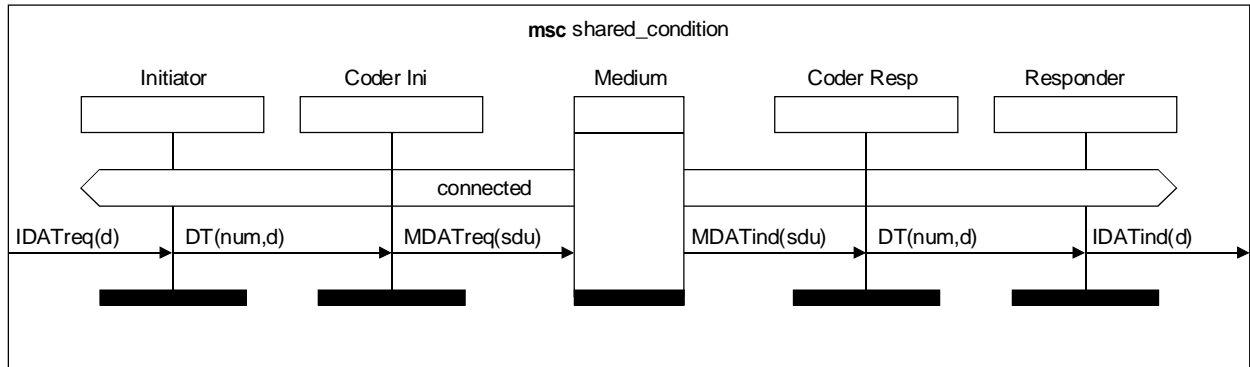 msc shared_condition
Initiator Coder Ini Medium Coder Resp Responder
connected
IDATreq(d) DT(num,d) MDATreq(sdu) MDATind(sdu) DT(num,d) IDATind(d)